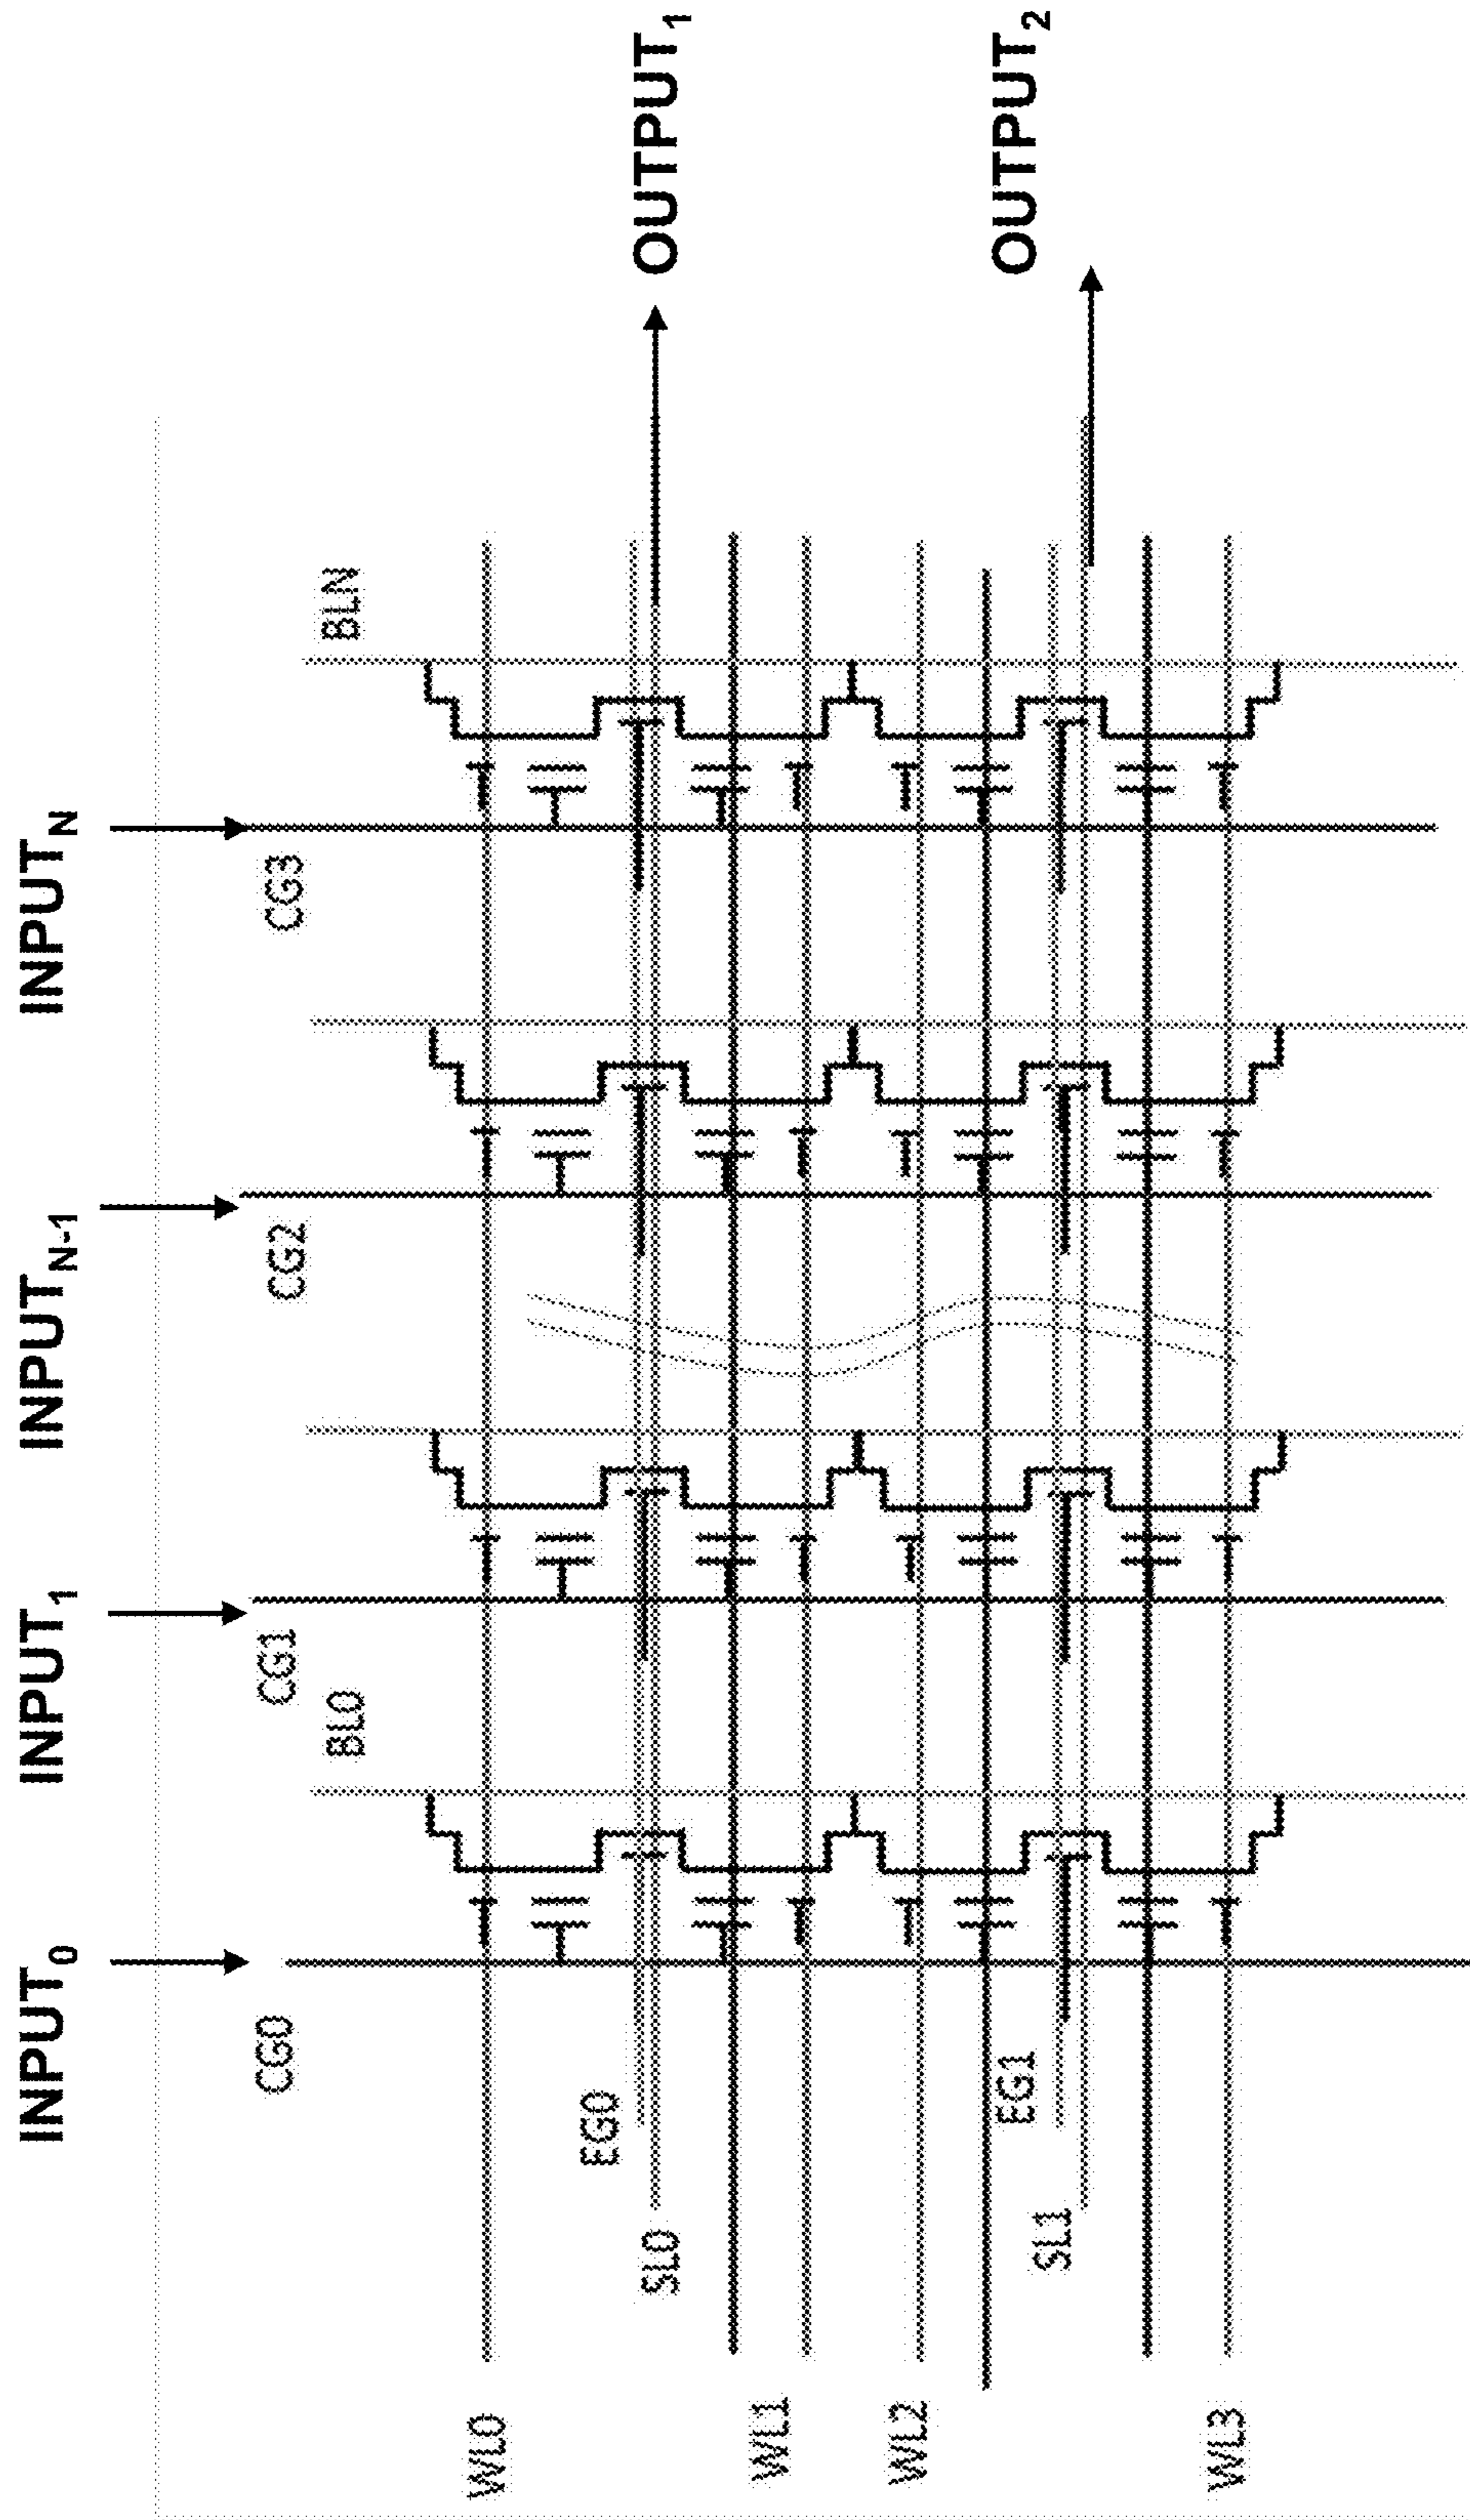 INPUT0
INPUT1
INPUTN-1
INPUTN
CG0
CG1
CG2
CG3
BL0
BLN
WL0
EG0
SL0
OUTPUT1
WL1
WL2
EG1
SL1
OUTPUT2
WL3